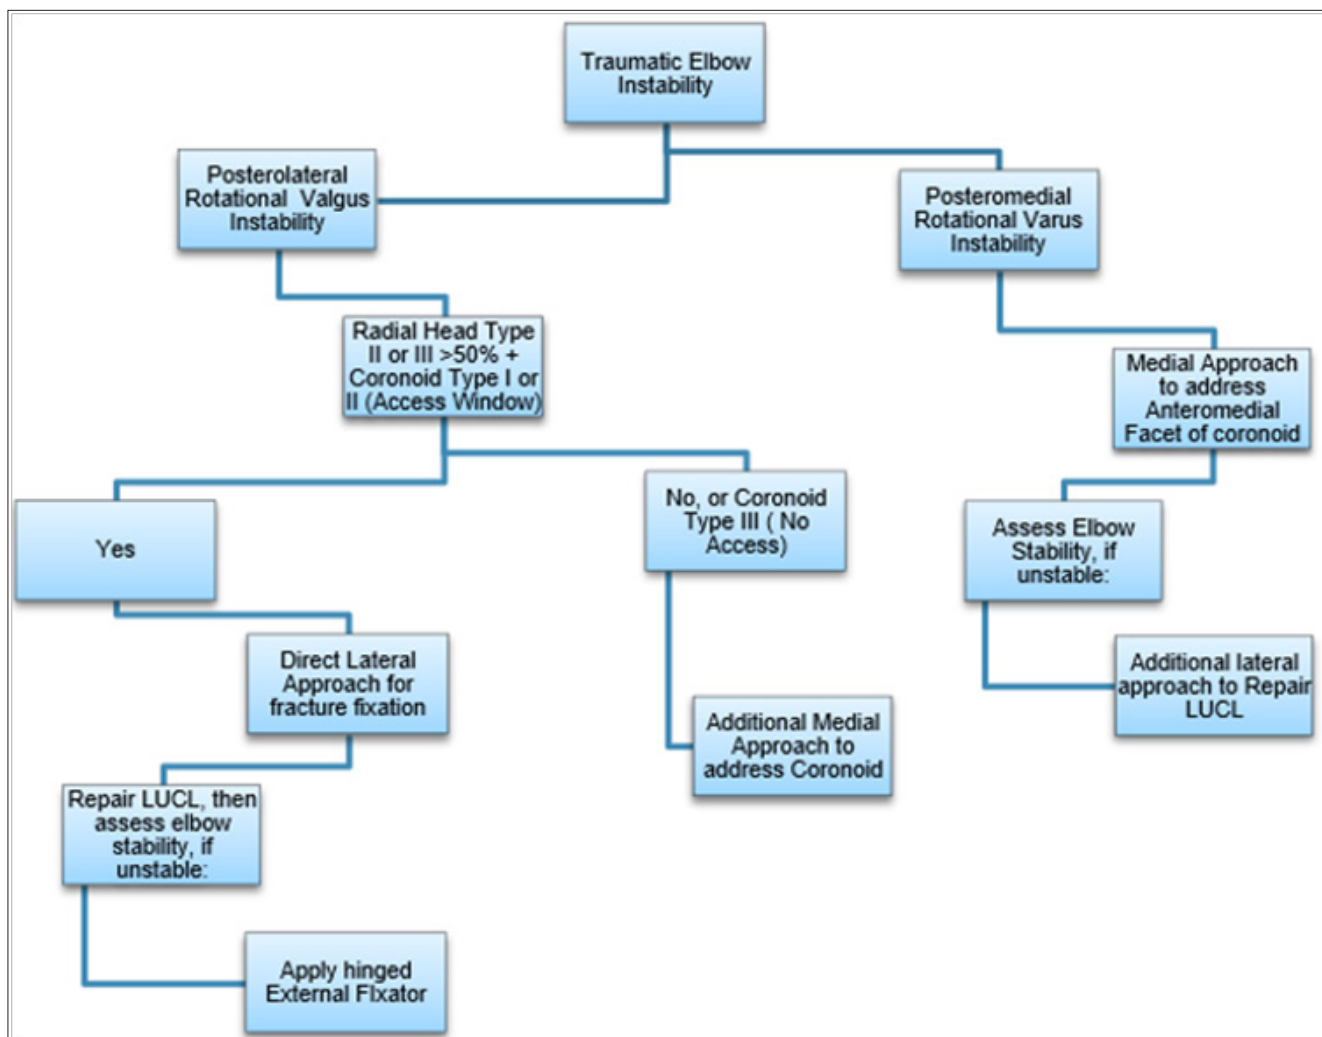 Traumatic Elbow
Instability
Posterolateral
Rotational Valgus
Instability
Posteromedial
Rotational Varus
Instability
Radial Head Type
II or III >50% +
Coronoid Type I or
II (Access Window)
Medial Approach
to address
Anteromedial
Facet of coronoid
Yes
No, or Coronoid
Type III ( No
Access)
Assess Elbow
Stability, if
unstable:
Direct Lateral
Approach for
fracture fixation
Additional lateral
approach to Repair
LUCL
Additional Medial
Approach to
address Coronoid
Repair LUCL, then
assess elbow
stability, if
unstable:
Apply hinged
External FIxator